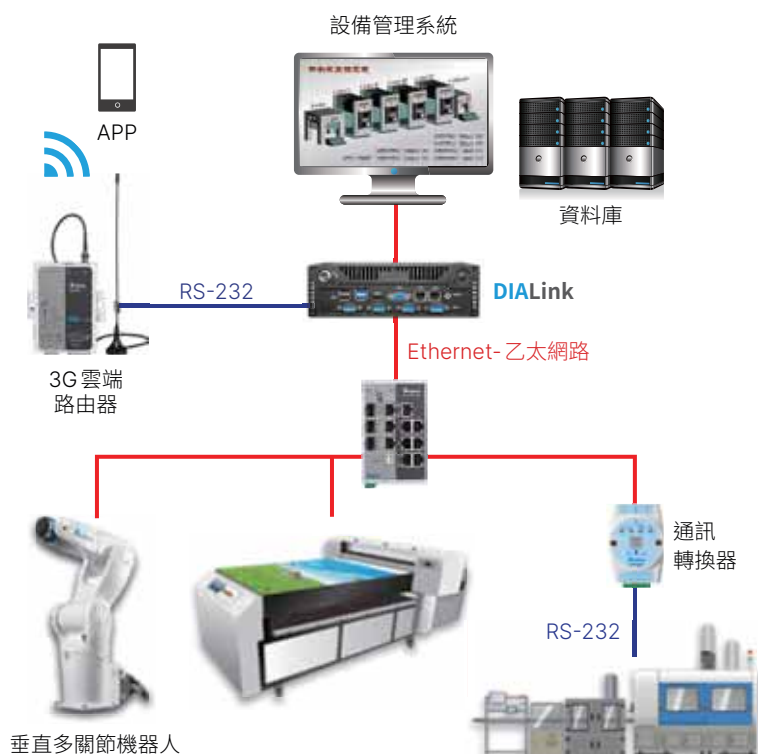 設備管理系統
APP
資料庫
RS-232
DIALink
Ethernet-乙太網路
3G雲端
路由器
通訊
轉換器
RS-232
垂直多關節機器人